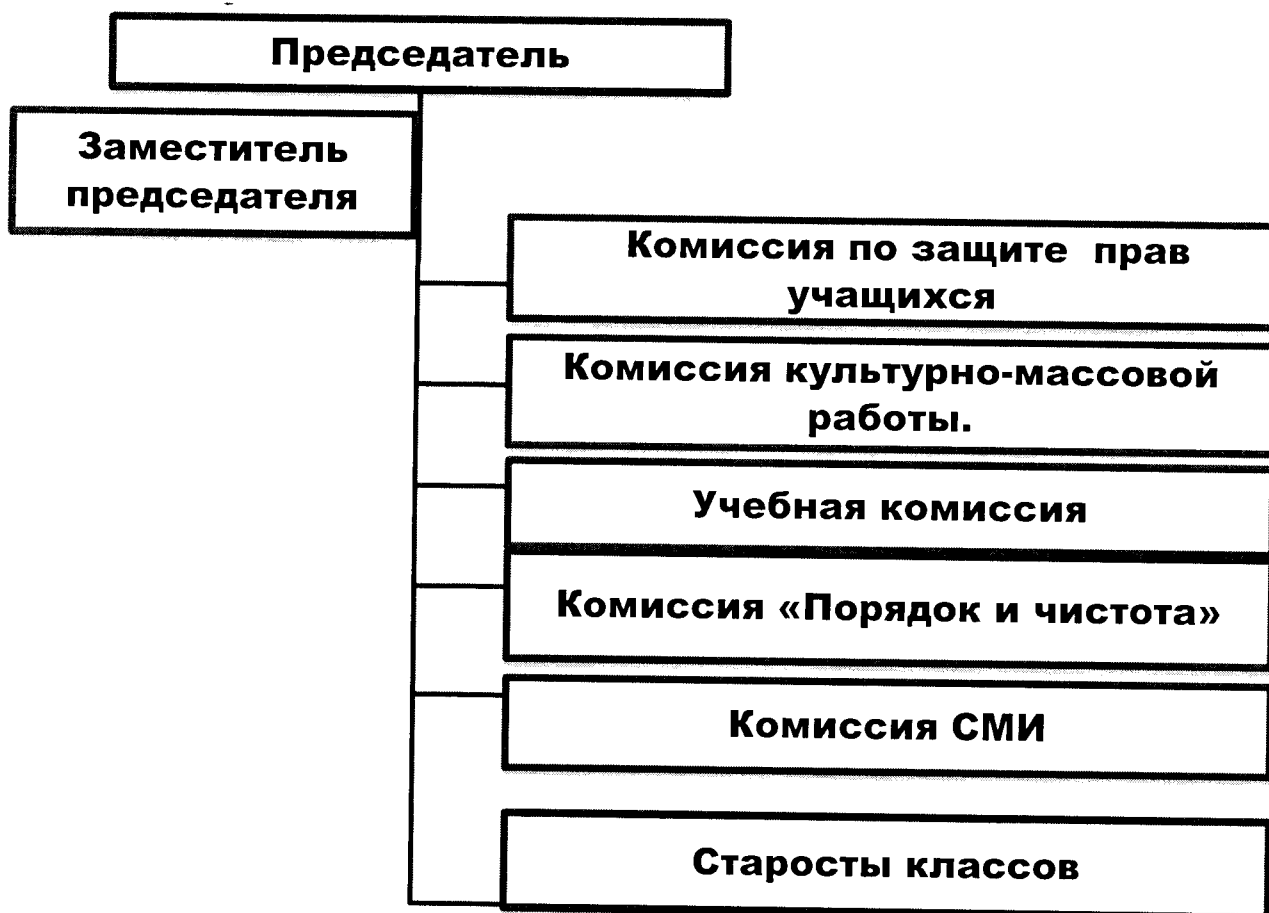 Председатель
Заместитель
председателя
Комиссия по защите прав
учащихся
Комиссия культурно-массовой
работы.
Учебная комиссия
Комиссия «Порядок и чистота»
Комиссия СМИ
Старосты классов